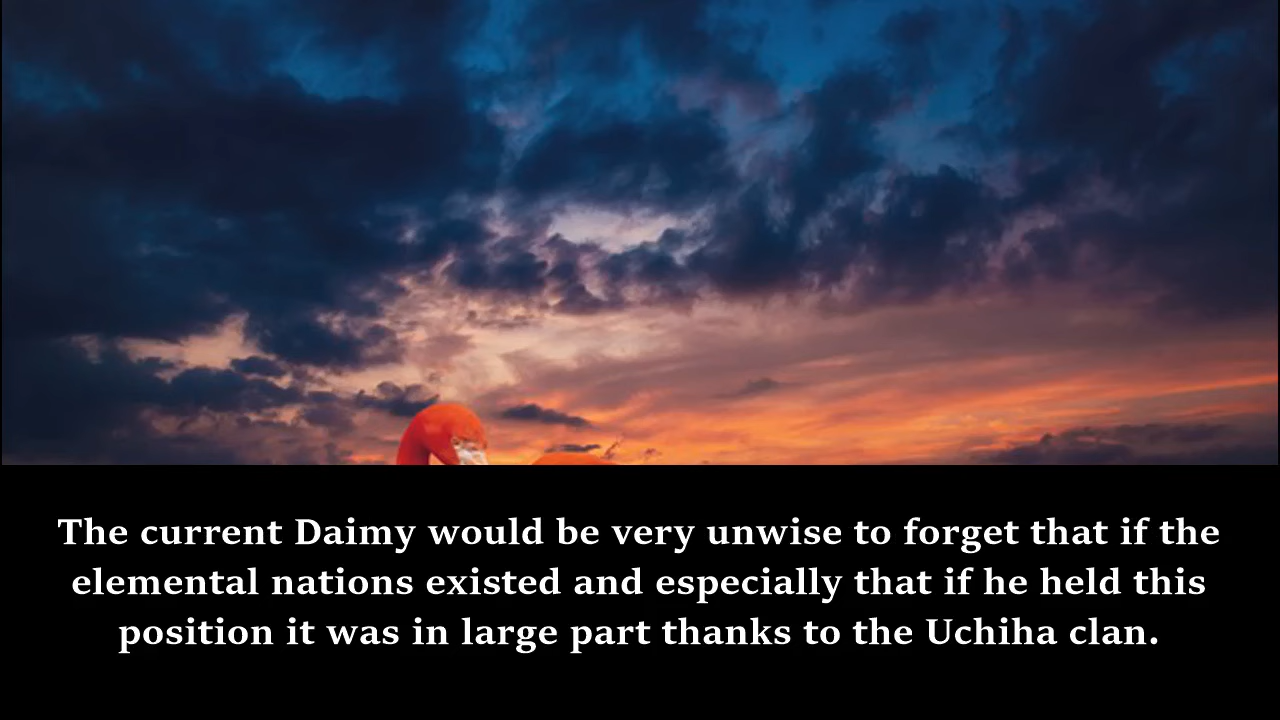 The current Daimy would be very unwise to forget that if the
elemental nations existed and especially that if he held this
position it was in large part thanks to the Uchiha clan.